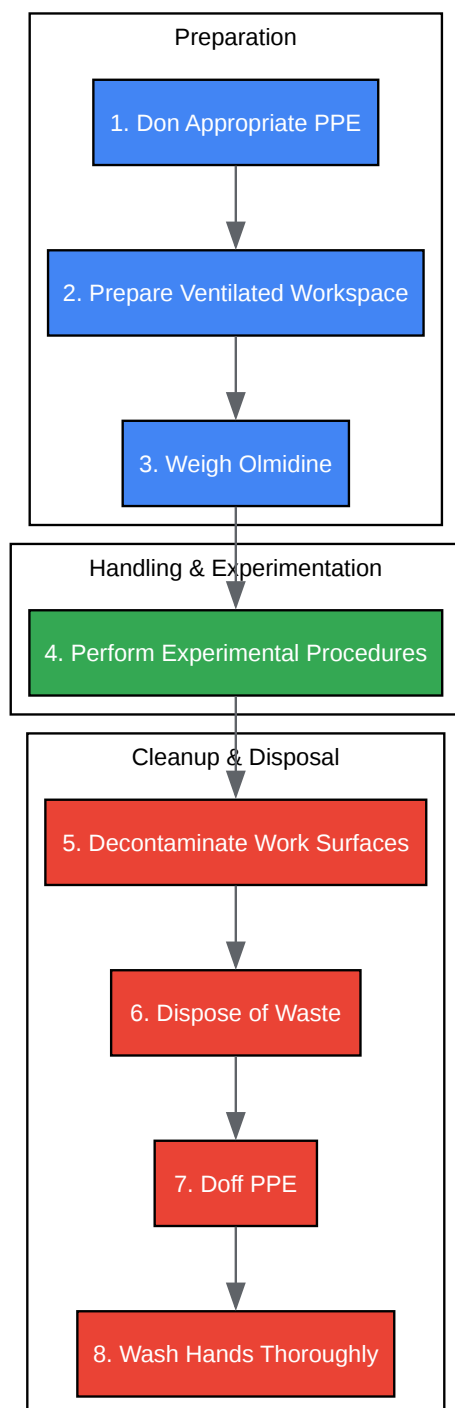 Preparation
1. Don Appropriate PPE
2. Prepare Ventilated Workspace
3. Weigh Olmidine
Handling & Experimentation
4. Perform Experimental Procedures
Cleanup & Disposal
5. Decontaminate Work Surfaces
6. Dispose of Waste
7. Doff PPE
8. Wash Hands Thoroughly